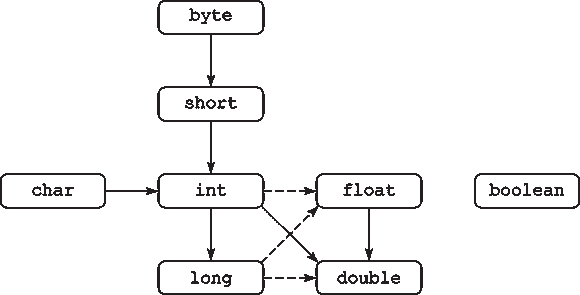 byte
short
char
int
float
boolean
long
double